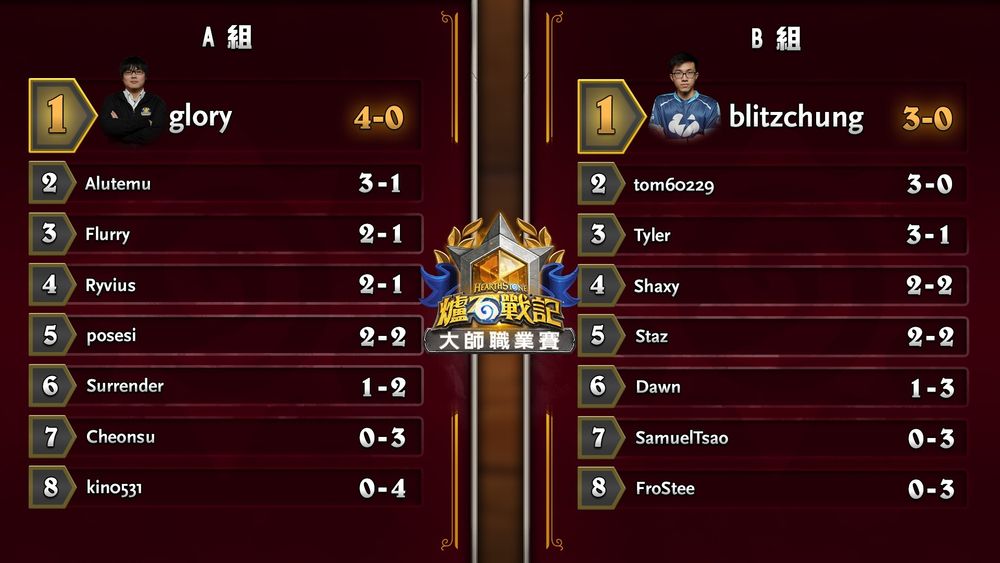 A 組
1 glory 4-0
2 Alutemu 3-1
3 Flurry 2-1
4 Ryvius 2-1
5 posesi 2-2
6 Surrender 1-2
7 Cheonsu 0-3
8 kin0531 0-4
HEARTHSTONE
爐石戰記
大師職業賽
B 組
1 blitzchung 3-0
2 tom60229 3-0
3 Tyler 3-1
4 Shaxy 2-2
5 Staz 2-2
6 Dawn 1-3
7 SamuelTsao 0-3
8 FroStee 0-3